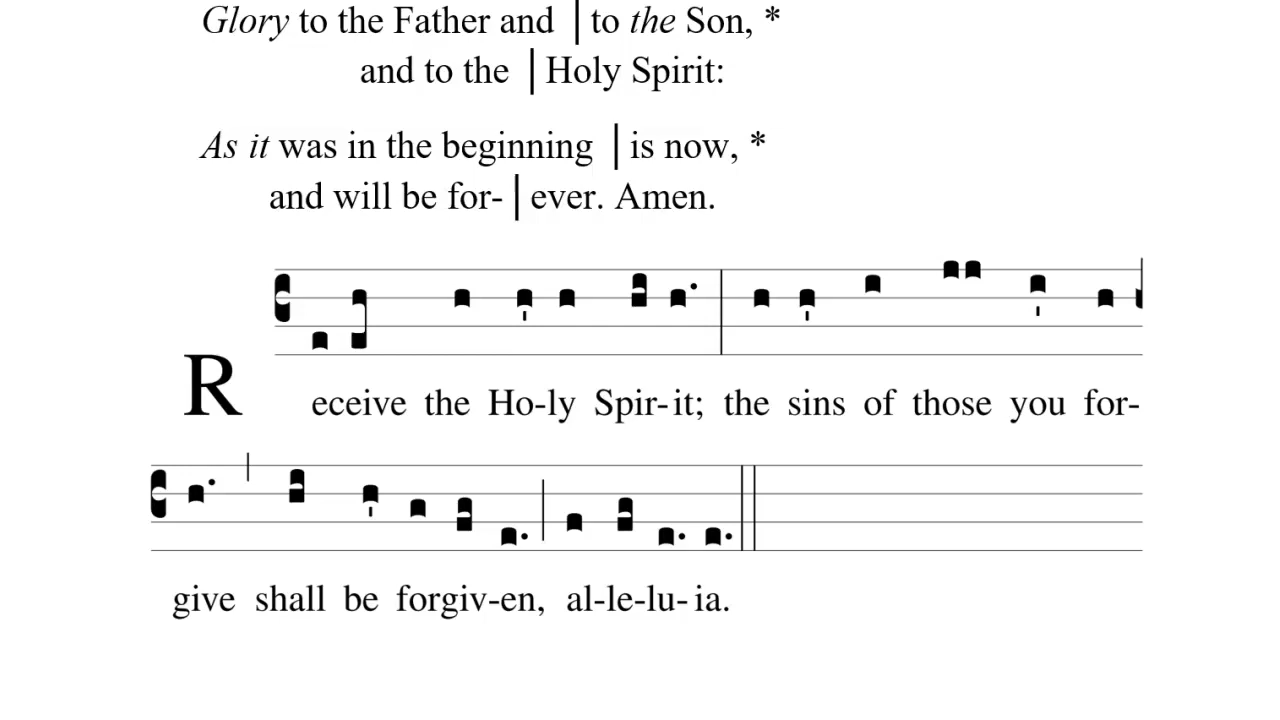 Glory to the Father and | to the Son, *
and to the | Holy Spirit:
As it was in the beginning | is now, *
and will be for- | ever. Amen.
Receive the Ho-ly Spir-it; the sins of those you for-
give shall be forgiv-en, al-le-lu-ia.